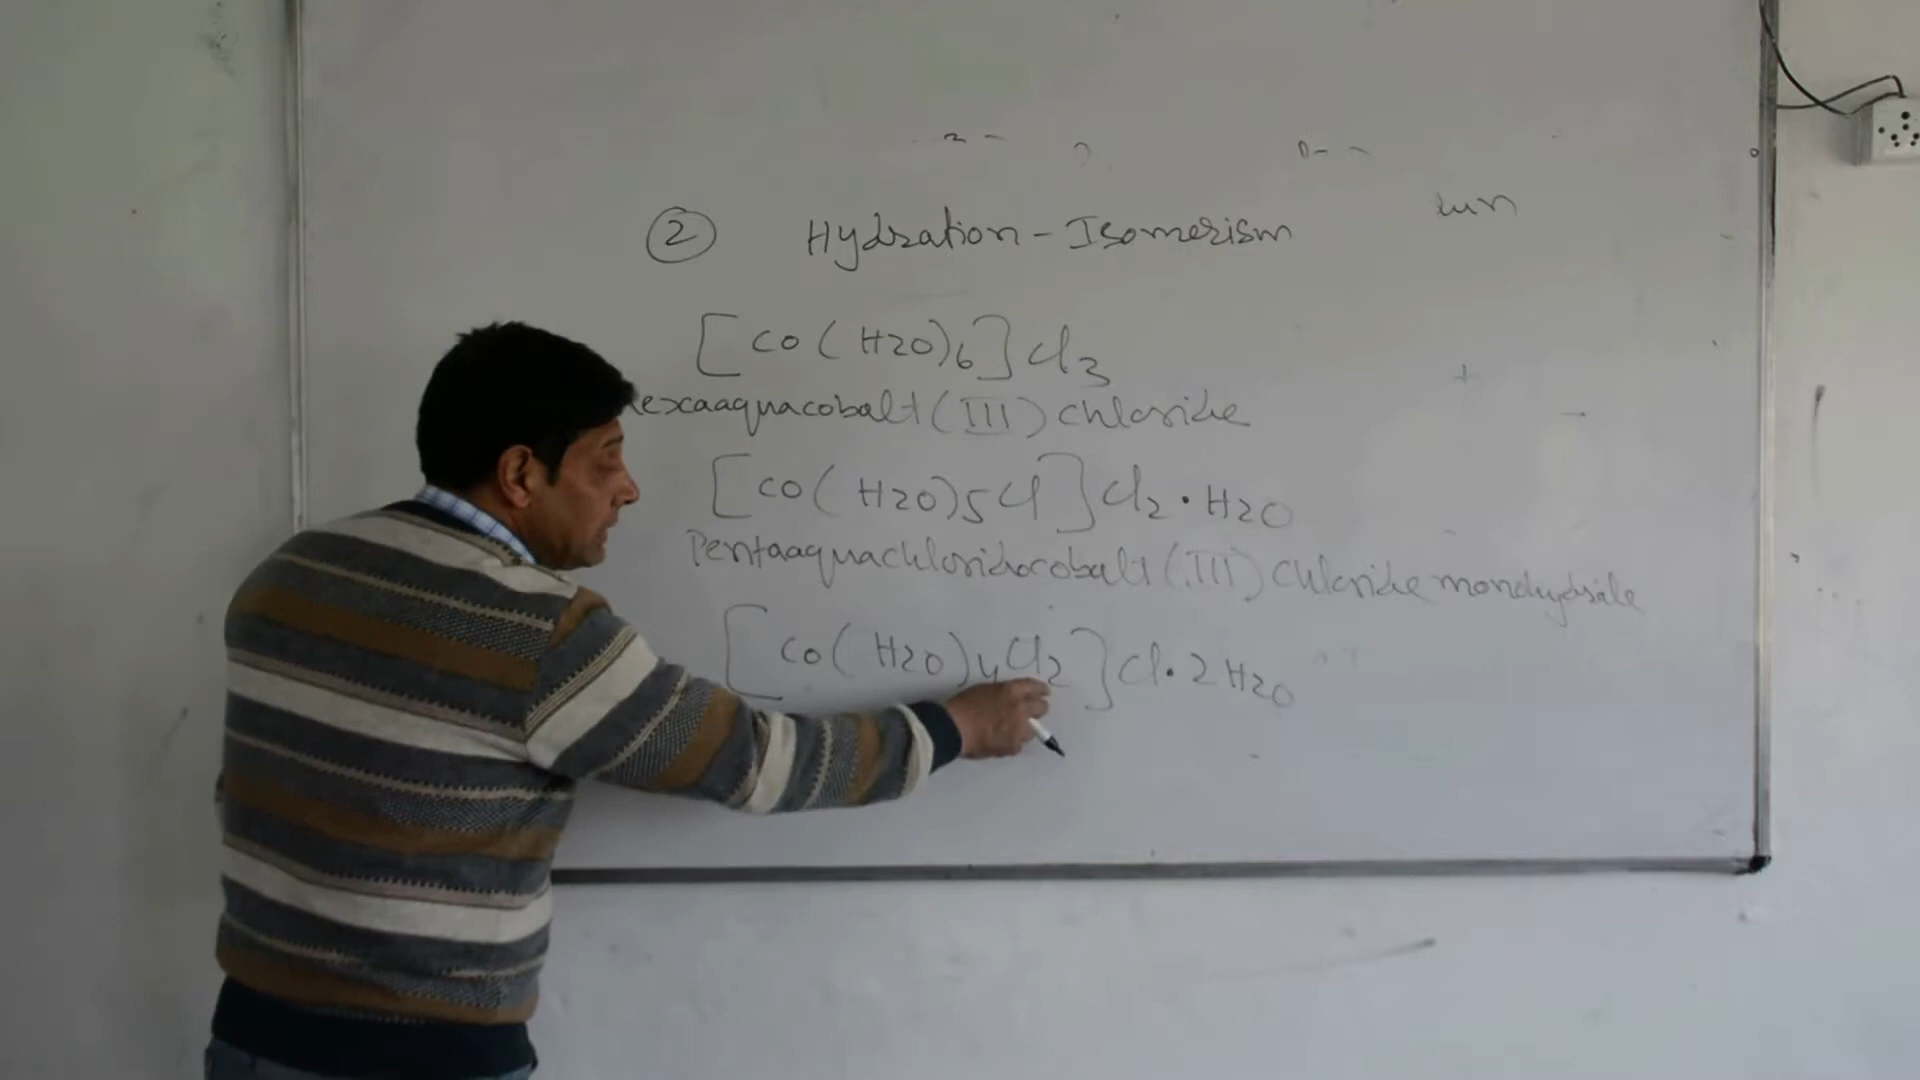 ② Hydration - Isomerism
[Co(H2O)6]Cl3
exaaquacobalt(III) chloride
[Co(H2O)5Cl]Cl2·H2O
Pentaaquachloridocobalt(III) chloride monohydrate
[Co(H2O)4Cl2]Cl·2H2O